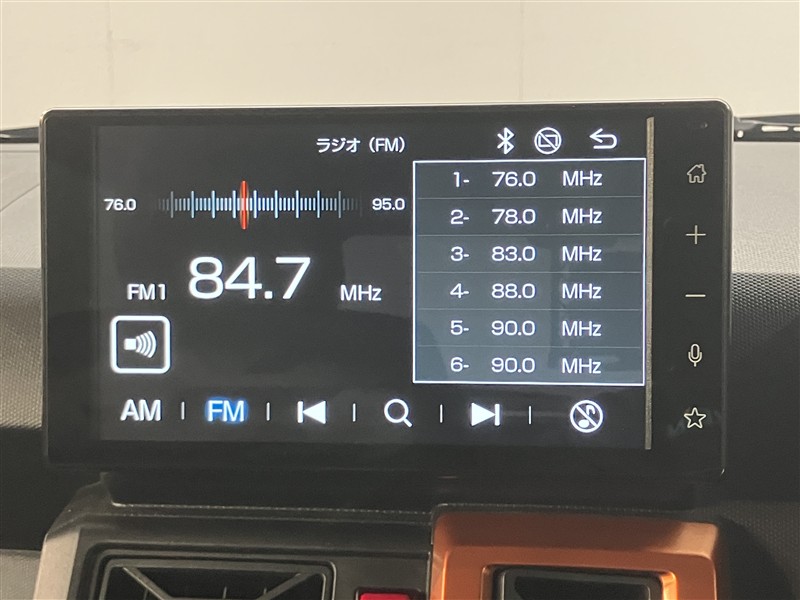 ラジオ（FM）
76.0 95.0
FM1 84.7 MHz
1- 76.0 MHz
2- 78.0 MHz
3- 83.0 MHz
4- 88.0 MHz
5- 90.0 MHz
6- 90.0 MHz
AM | FM | | | |